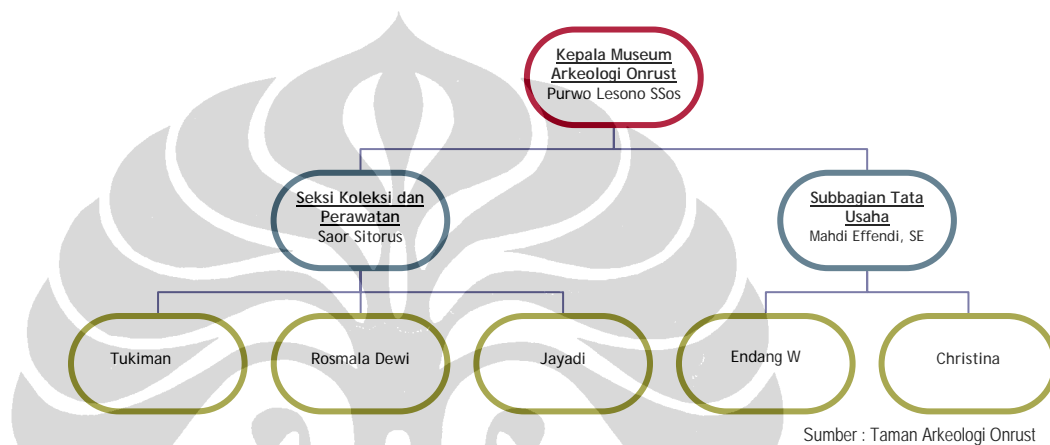 Kepala Museum
Arkeologi Onrust
Purwo Lesono SSos
Seksi Koleksi dan
Perawatan
Saor Sitorus
Subbagian Tata
Usaha
Mahdi Effendi, SE
Tukiman
Rosmala Dewi
Jayadi
Endang W
Christina
Sumber : Taman Arkeologi Onrust